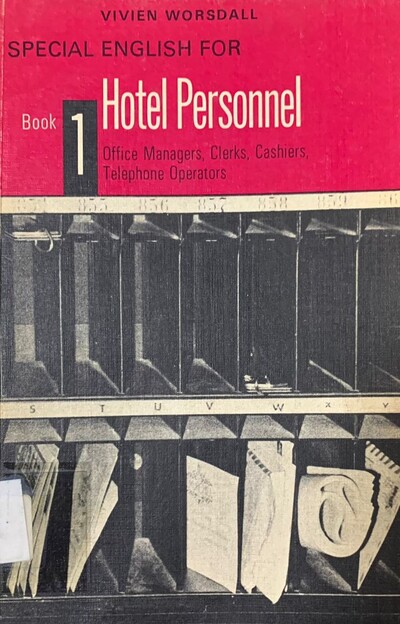 VIVIEN WORSDALL
SPECIAL ENGLISH FOR
Book 1
Hotel Personnel
Office Managers, Clerks, Cashiers,
Telephone Operators
854 855 856 857 858 859
S T U V W X Y